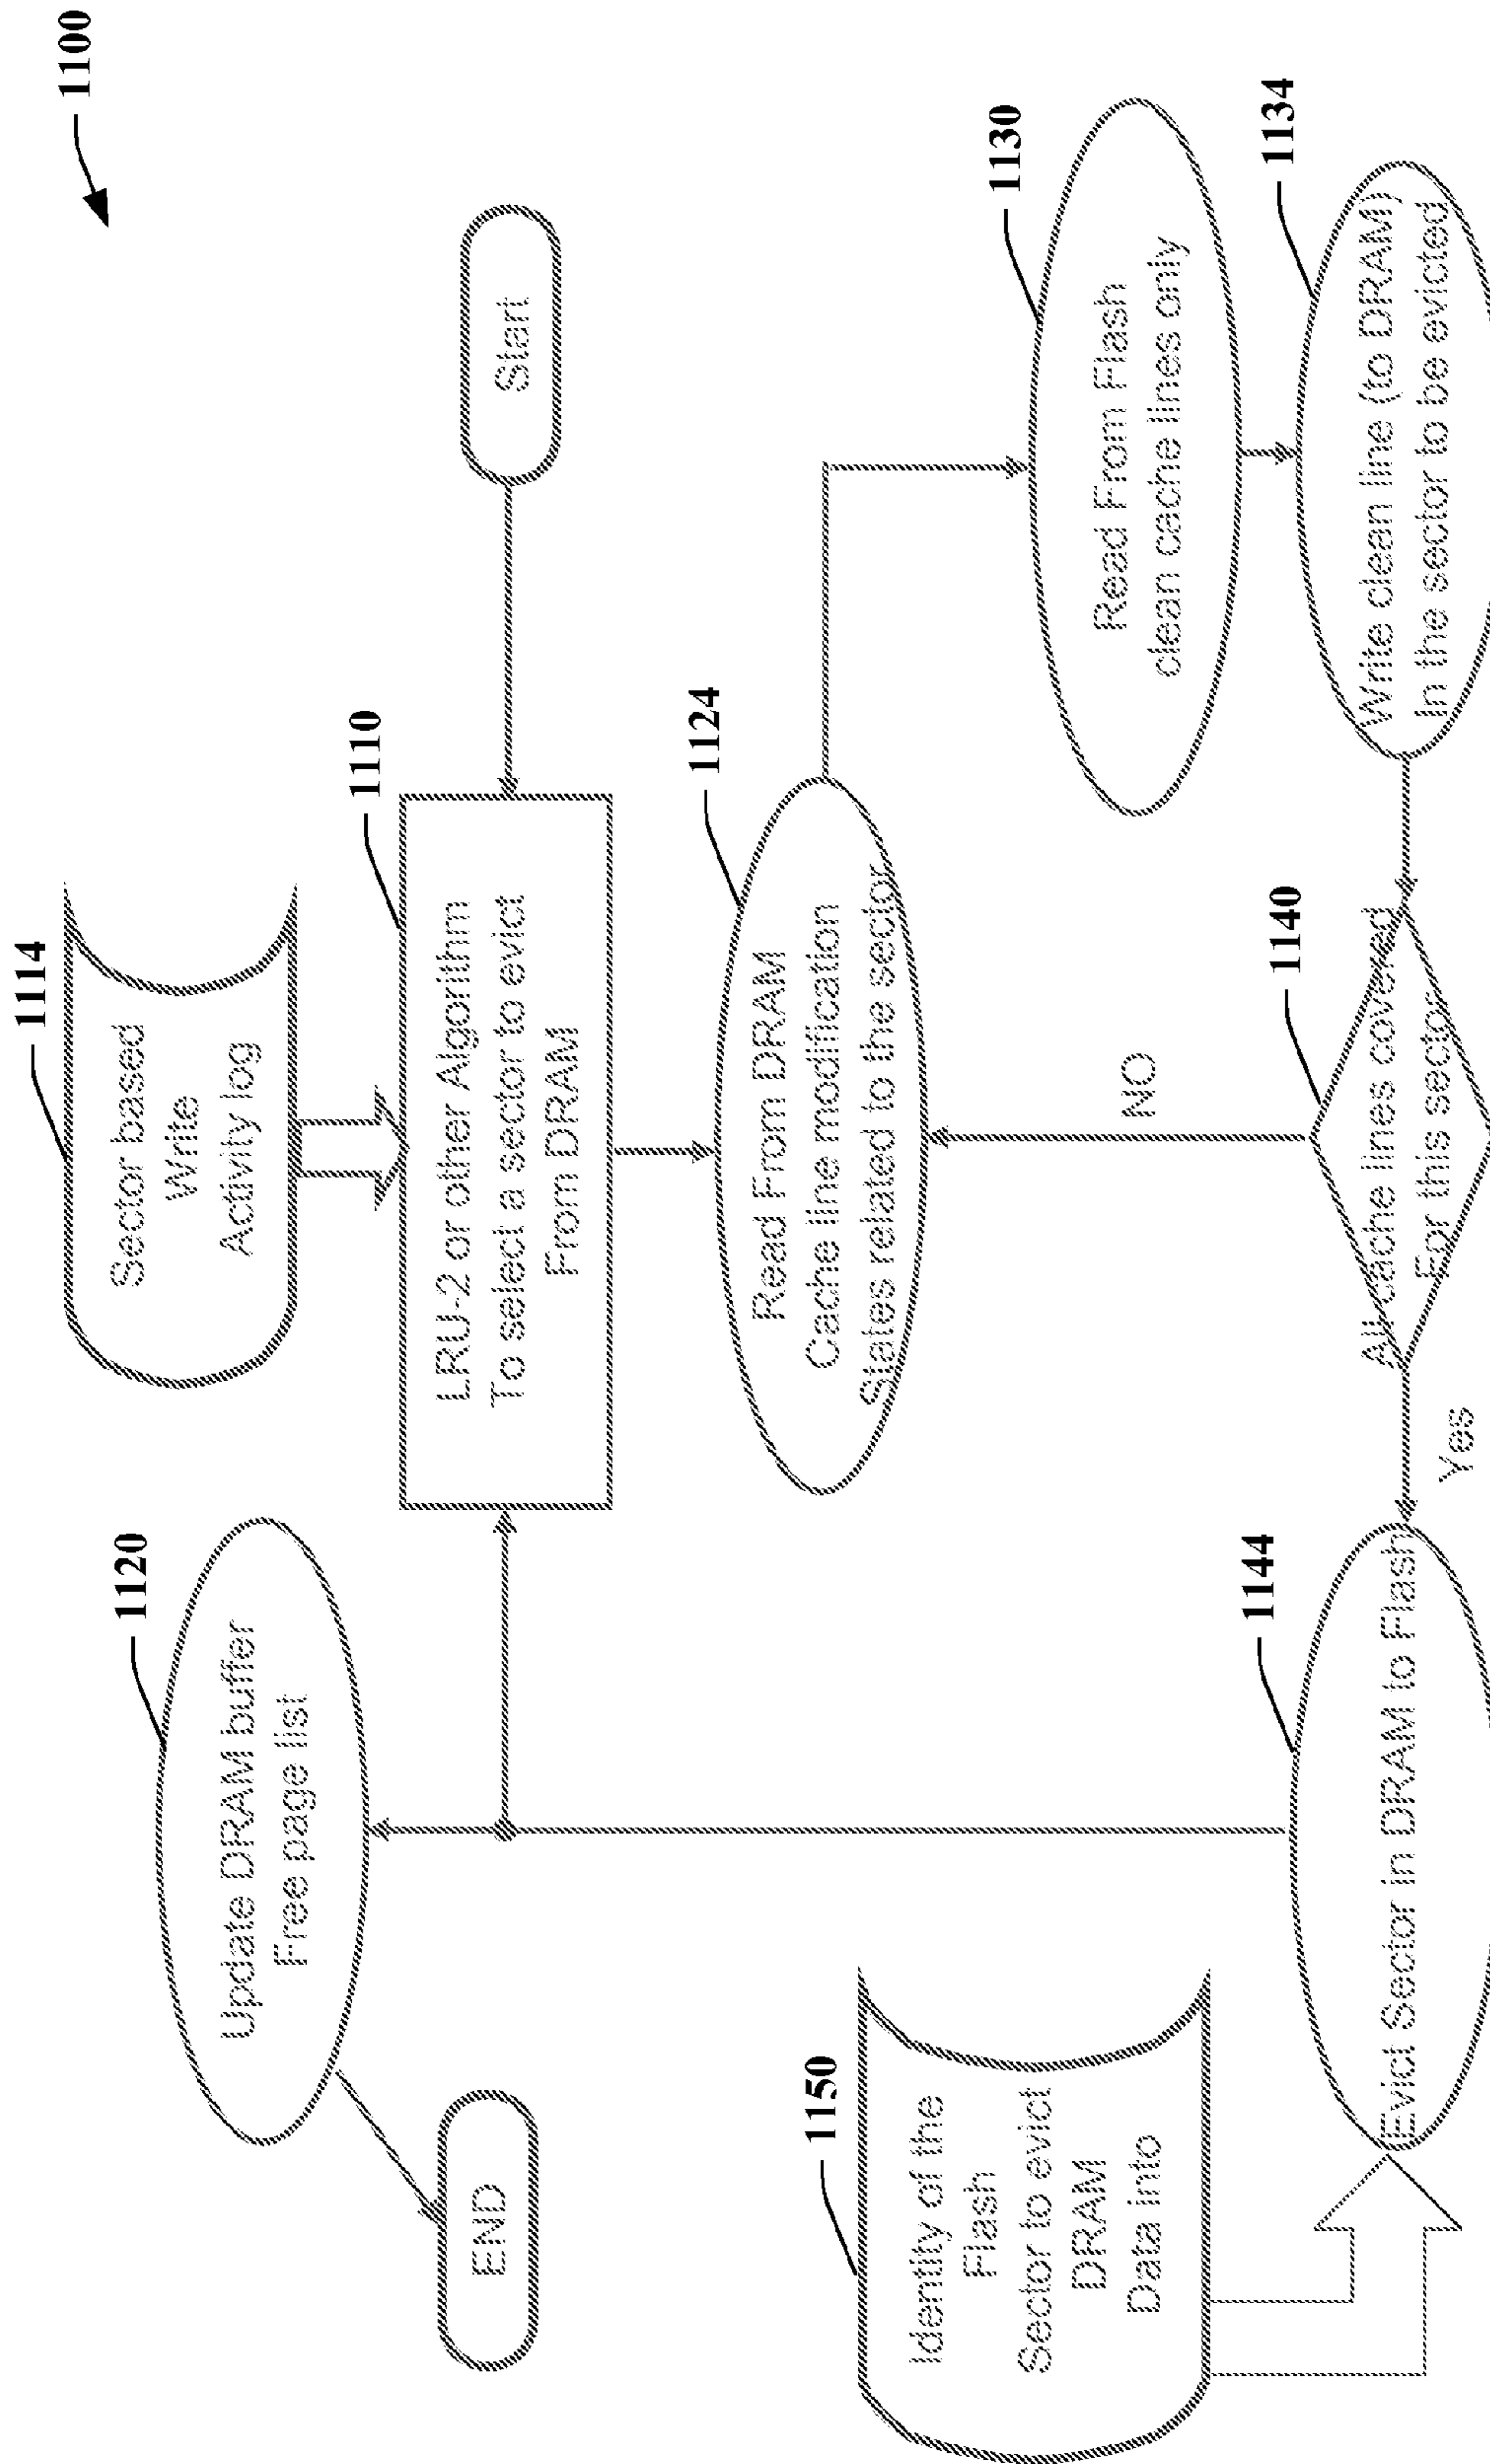 1100
1114
Sector based
Write
Activity log
1120
Update DRAM buffer
Free page list
END
Start
1110
LRU-2 or other Algorithm
To select a sector to evict
From DRAM
1124
Read From DRAM
Cache line modification
States related to the sector
1130
Read From Flash
clean cache lines only
1134
Write clean line (to DRAM)
In the sector to be evicted
1140
All cache lines covered
For this sector
NO
Yes
1144
Evict Sector in DRAM to Flash
1150
Identity of the
Flash
Sector to evict
DRAM
Data into